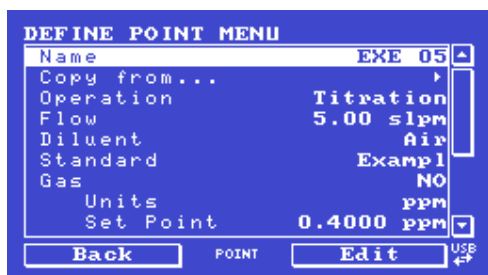 DEFINE POINT MENU
Name EXE 05
Copy from...
Operation Titration
Flow 5.00 slpm
Diluent Air
Standard Exampl
Gas NO
Units ppm
Set Point 0.4000 ppm
Back POINT Edit USB